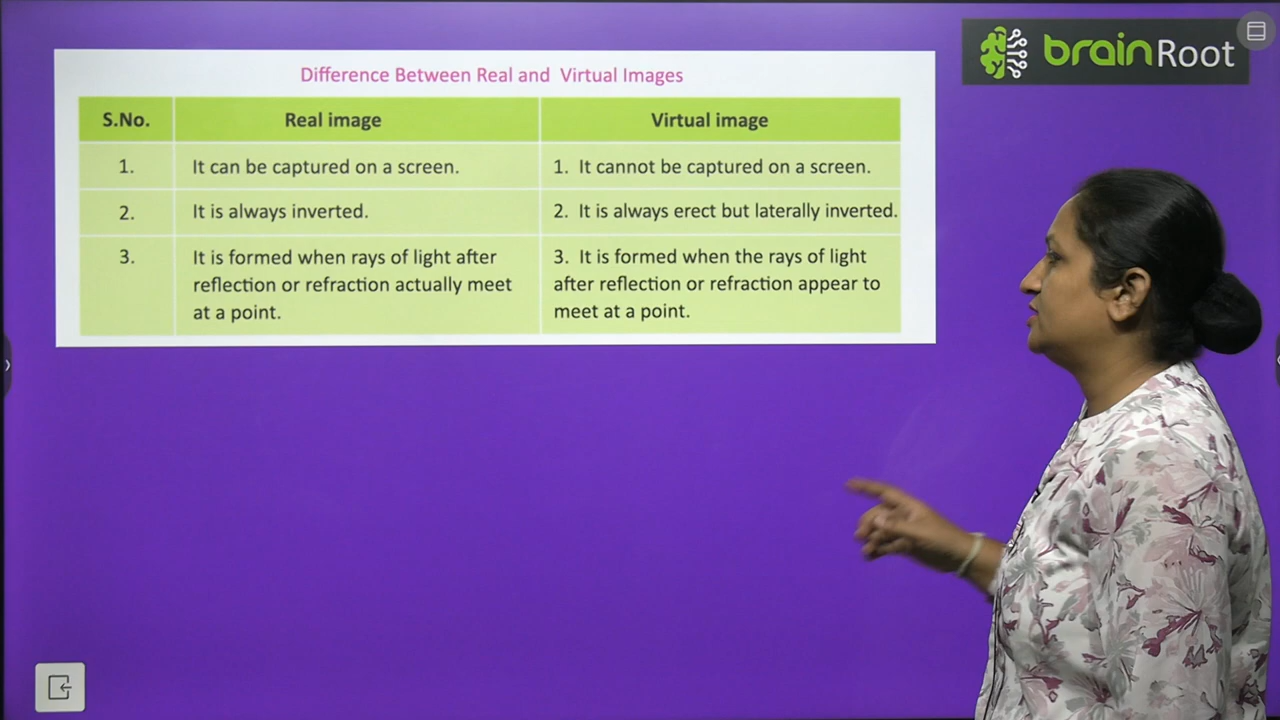 brainRoot
Difference Between Real and Virtual Images
S.No. Real image Virtual image
1. It can be captured on a screen. 1. It cannot be captured on a screen.
2. It is always inverted. 2. It is always erect but laterally inverted.
3. It is formed when rays of light after 3. It is formed when the rays of light
reflection or refraction actually meet after reflection or refraction appear to
at a point. meet at a point.